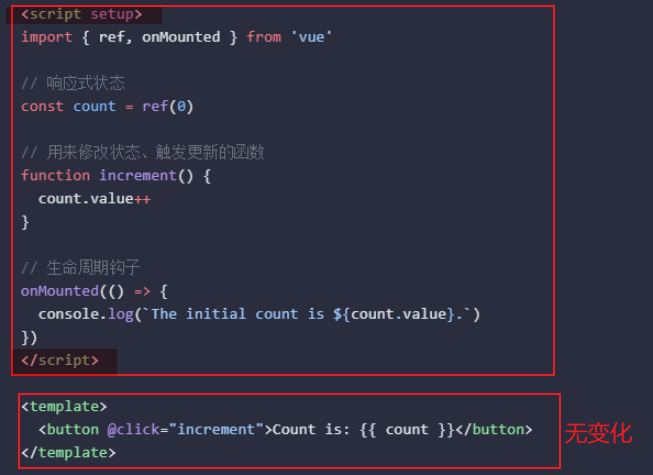 <script setup>
import { ref, onMounted } from 'vue'
// 响应式状态
const count = ref(0)
// 用来修改状态、触发更新的函数
function increment() {
  count.value++
}
// 生命周期钩子
onMounted(() => {
  console.log(`The initial count is ${count.value}.`)
})
</script>
<template>
  <button @click="increment">Count is: {{ count }}</button>
无变化
</template>